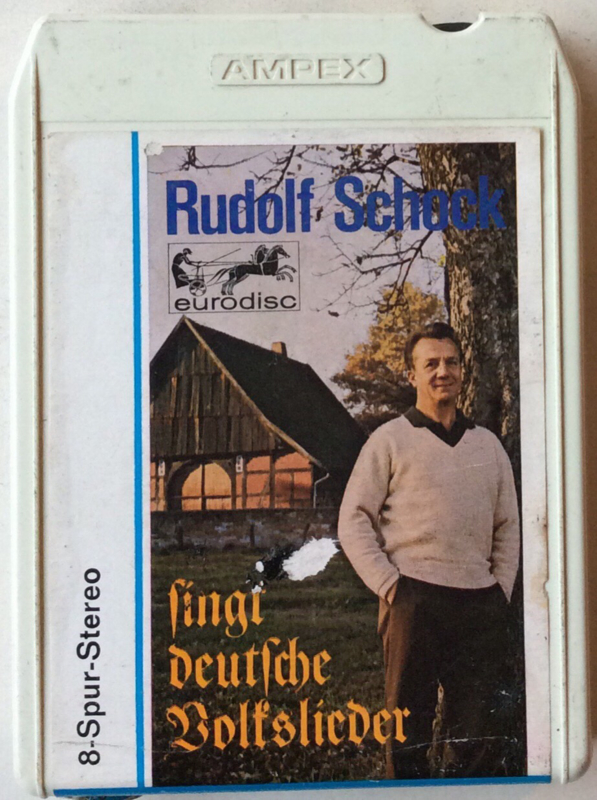 AMPEX
Rudolf Schock
eurodisc
ſingt
deutſche
Volkslieder
8-Spur-Stereo